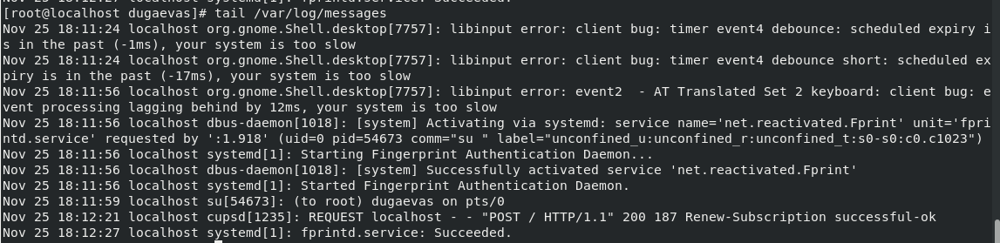 Nov 25 18:12:27 localhost systemd[1]: fprintd.service: Succeeded.
[root@localhost dugaevas]# tail /var/log/messages
Nov 25 18:11:24 localhost org.gnome.Shell.desktop[7757]: libinput error: client bug: timer event4 debounce: scheduled expiry i
s in the past (-1ms), your system is too slow
Nov 25 18:11:24 localhost org.gnome.Shell.desktop[7757]: libinput error: client bug: timer event4 debounce short: scheduled ex
piry is in the past (-17ms), your system is too slow
Nov 25 18:11:56 localhost org.gnome.Shell.desktop[7757]: libinput error: event2  - AT Translated Set 2 keyboard: client bug: e
vent processing lagging behind by 12ms, your system is too slow
Nov 25 18:11:56 localhost dbus-daemon[1018]: [system] Activating via systemd: service name='net.reactivated.Fprint' unit='fpri
ntd.service' requested by ':1.918' (uid=0 pid=54673 comm="su " label="unconfined_u:unconfined_r:unconfined_t:s0-s0:c0.c1023")
Nov 25 18:11:56 localhost systemd[1]: Starting Fingerprint Authentication Daemon...
Nov 25 18:11:56 localhost dbus-daemon[1018]: [system] Successfully activated service 'net.reactivated.Fprint'
Nov 25 18:11:56 localhost systemd[1]: Started Fingerprint Authentication Daemon.
Nov 25 18:11:59 localhost su[54673]: (to root) dugaevas on pts/0
Nov 25 18:12:21 localhost cupsd[1235]: REQUEST localhost - - "POST / HTTP/1.1" 200 187 Renew-Subscription successful-ok
Nov 25 18:12:27 localhost systemd[1]: fprintd.service: Succeeded.